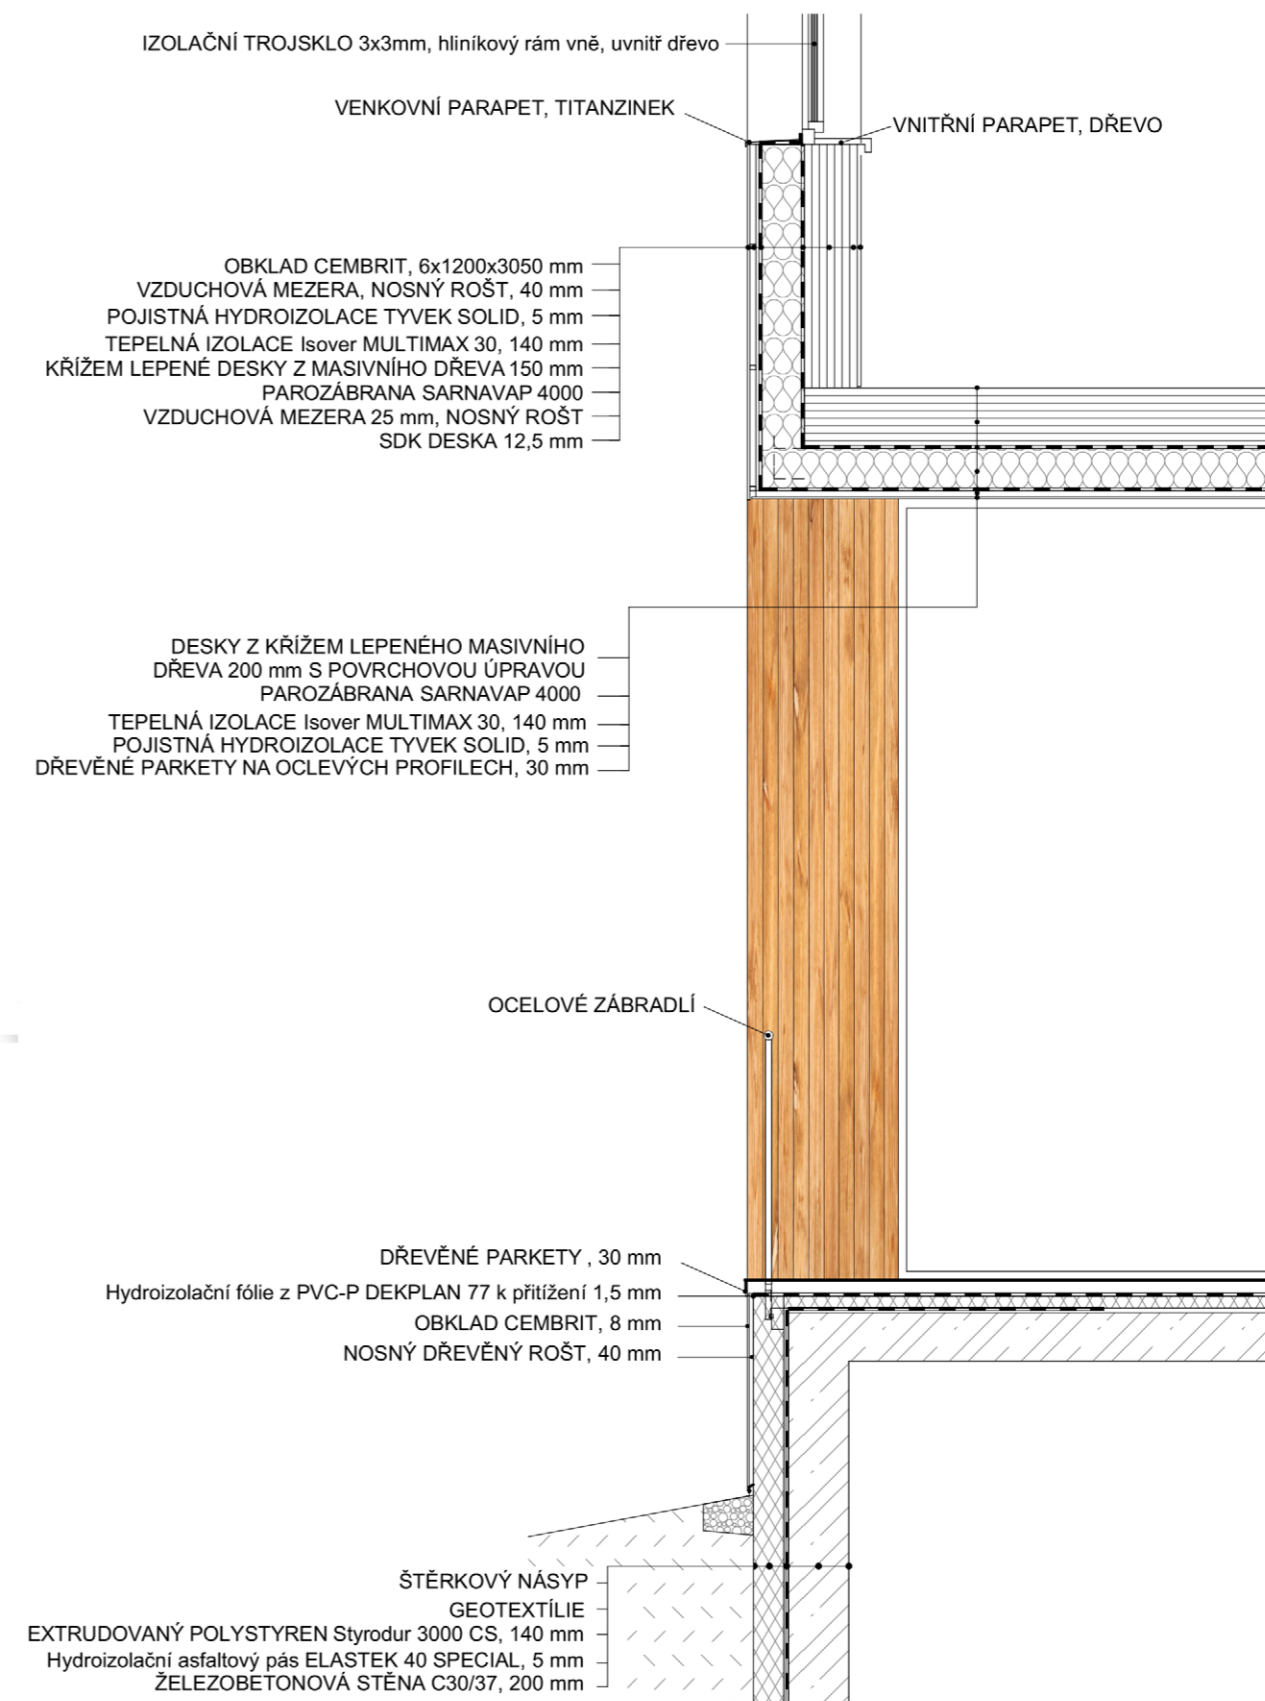 IZOLAČNÍ TROJSKLO 3x3mm, hliníkový rám vně, uvnitř dřevo
VENKOVNÍ PARAPET, TITANZINEK
VNITŘNÍ PARAPET, DŘEVO
OBKLAD CEMBRIT, 6x1200x3050 mm
VZDUCHOVÁ MEZERA, NOSNÝ ROŠT, 40 mm
POJISTNÁ HYDROIZOLACE TYVEK SOLID, 5 mm
TEPELNÁ IZOLACE Isover MULTIMAX 30, 140 mm
KŘÍŽEM LEPENÉ DESKY Z MASIVNÍHO DŘEVA 150 mm
PAROZÁBRANA SARNAVAP 4000
VZDUCHOVÁ MEZERA 25 mm, NOSNÝ ROŠT
SDK DESKA 12,5 mm
DESKY Z KŘÍŽEM LEPENÉHO MASIVNÍHO
DŘEVA 200 mm S POVRCHOVOU ÚPRAVOU
PAROZÁBRANA SARNAVAP 4000
TEPELNÁ IZOLACE Isover MULTIMAX 30, 140 mm
POJISTNÁ HYDROIZOLACE TYVEK SOLID, 5 mm
DŘEVĚNÉ PARKETY NA OCLEVÝCH PROFILECH, 30 mm
OCELOVÉ ZÁBRADLÍ
DŘEVĚNÉ PARKETY , 30 mm
Hydroizolační fólie z PVC-P DEKPLAN 77 k přitížení 1,5 mm
OBKLAD CEMBRIT, 8 mm
NOSNÝ DŘEVĚNÝ ROŠT, 40 mm
ŠTĚRKOVÝ NÁSYP
GEOTEXTÍLIE
EXTRUDOVANÝ POLYSTYREN Styrodur 3000 CS, 140 mm
Hydroizolační asfaltový pás ELASTEK 40 SPECIAL, 5 mm
ŽELEZOBETONOVÁ STĚNA C30/37, 200 mm